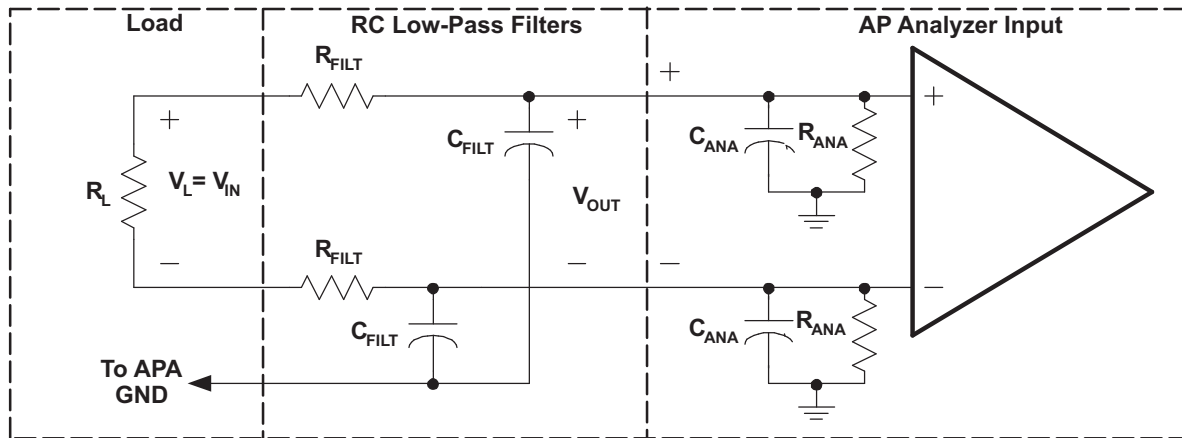 Load
RC Low-Pass Filters
AP Analyzer Input
R_FILT
+
+
+
C_FILT
+
C_ANA
R_ANA
R_L
V_L = V_IN
V_OUT
R_FILT
−
−
−
−
C_FILT
C_ANA
R_ANA
To APA
GND